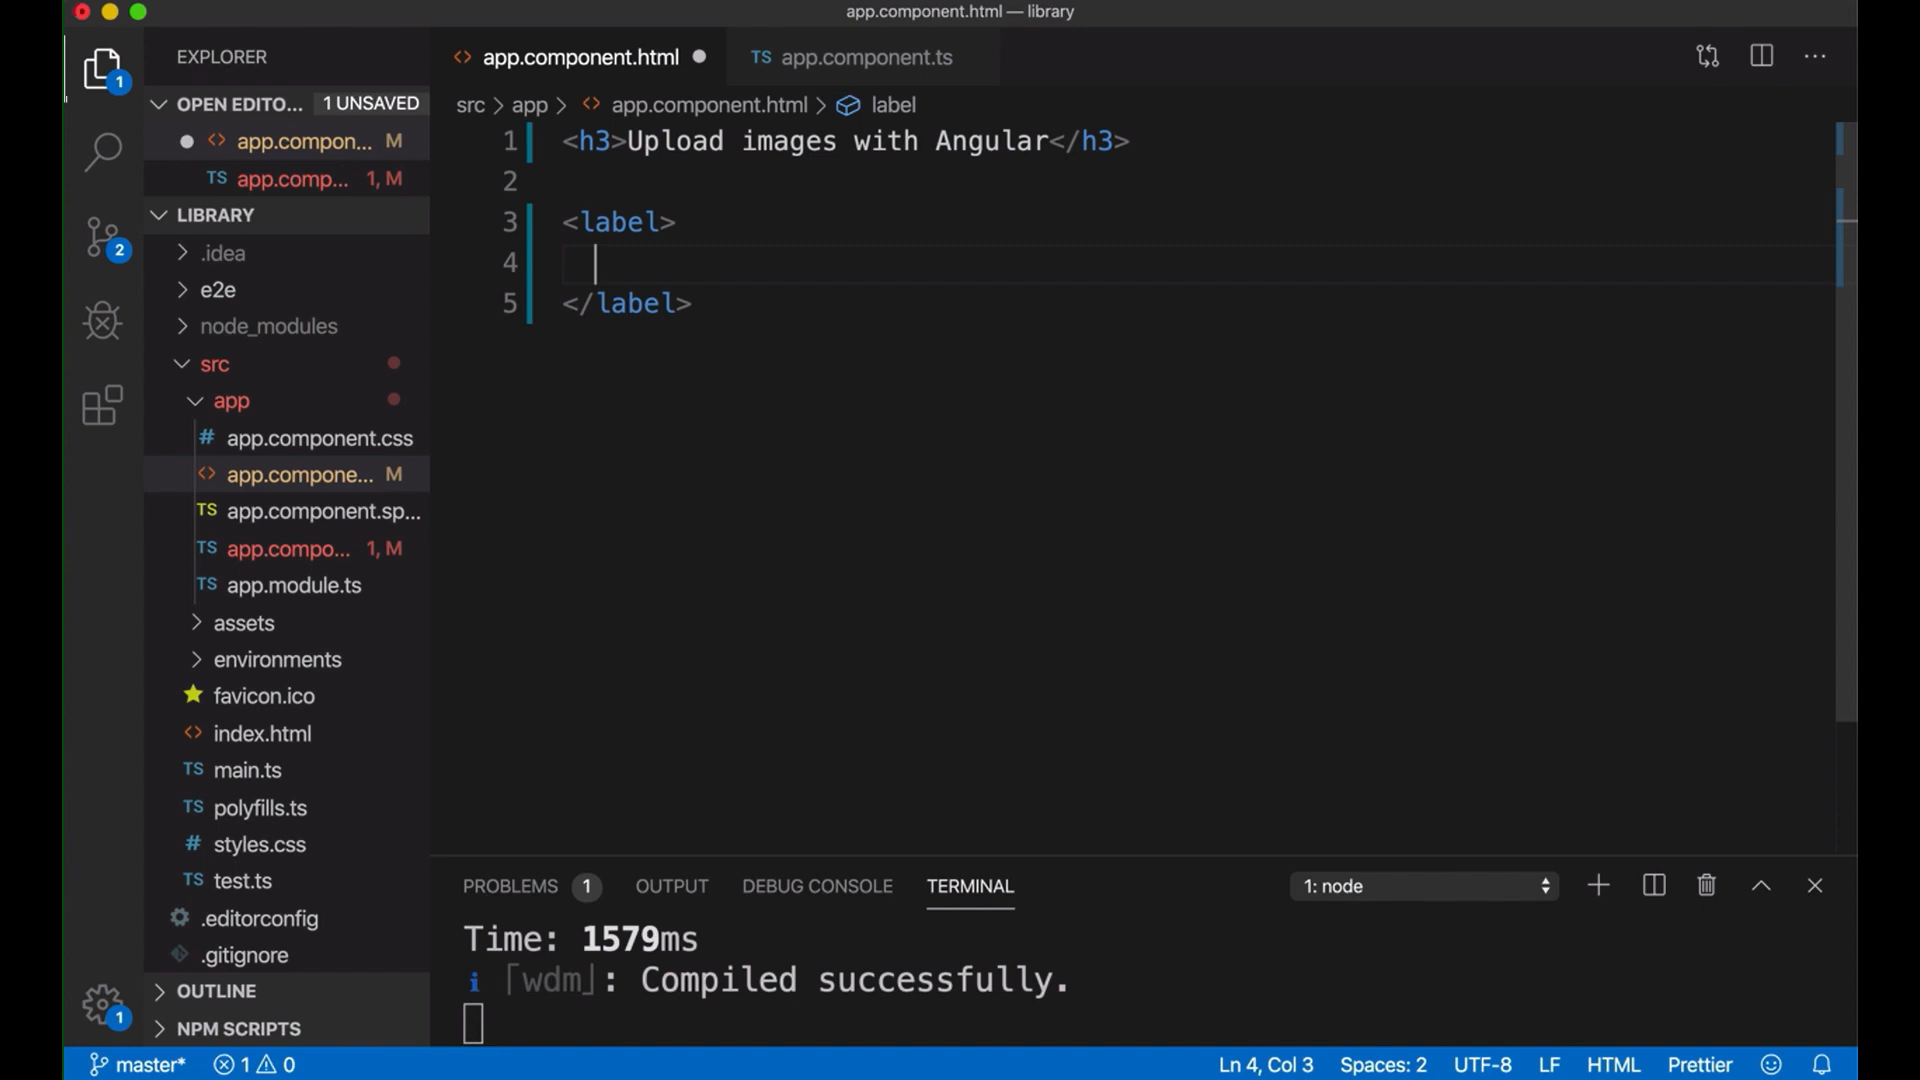 app.component.html — library
1
EXPLORER
OPEN EDITO... 1 UNSAVED
app.compon... M
TS app.comp... 1, M
LIBRARY
.idea
e2e
node_modules
src
app
# app.component.css
<> app.compone... M
TS app.component.sp...
TS app.compo... 1, M
TS app.module.ts
assets
environments
favicon.ico
<> index.html
TS main.ts
TS polyfills.ts
# styles.css
TS test.ts
.editorconfig
.gitignore
OUTLINE
NPM SCRIPTS
2
1
<> app.component.html
TS app.component.ts
src > app > <> app.component.html > label
1 <h3>Upload images with Angular</h3>
2
3 <label>
4
5 </label>
PROBLEMS 1 OUTPUT DEBUG CONSOLE TERMINAL
1: node
Time: 1579ms
i ⌈wdm⌋: Compiled successfully.
master* 1 0
Ln 4, Col 3 Spaces: 2 UTF-8 LF HTML Prettier